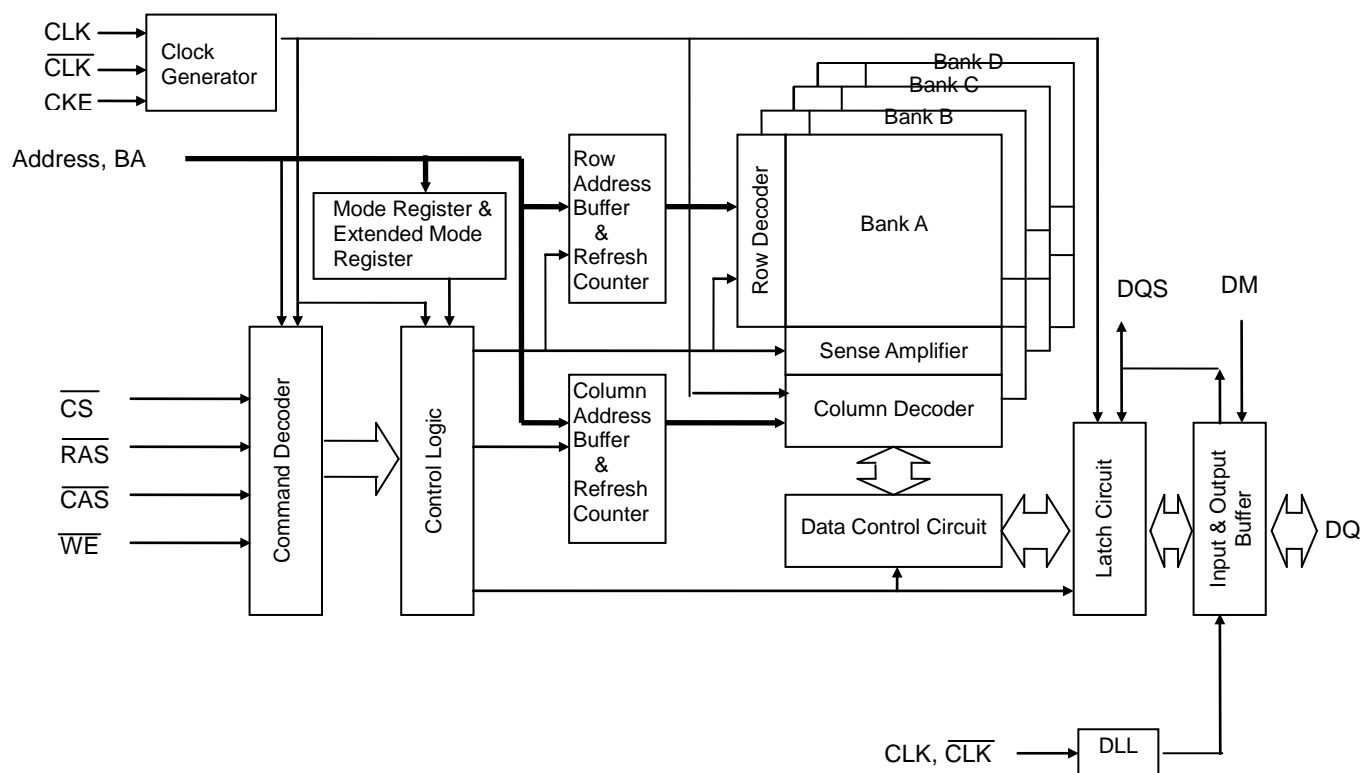 CLK
CLK
CKE
Clock
Generator
Bank D
Bank C
Bank B
Address, BA
Row
Address
Buffer
&
Refresh
Counter
Row Decoder
Bank A
Mode Register &
Extended Mode
Register
DQS
DM
Sense Amplifier
Column Decoder
CS
RAS
CAS
WE
Command Decoder
Control Logic
Column
Address
Buffer
&
Refresh
Counter
Data Control Circuit
Latch Circuit
Input & Output
Buffer
DQ
CLK, CLK
DLL